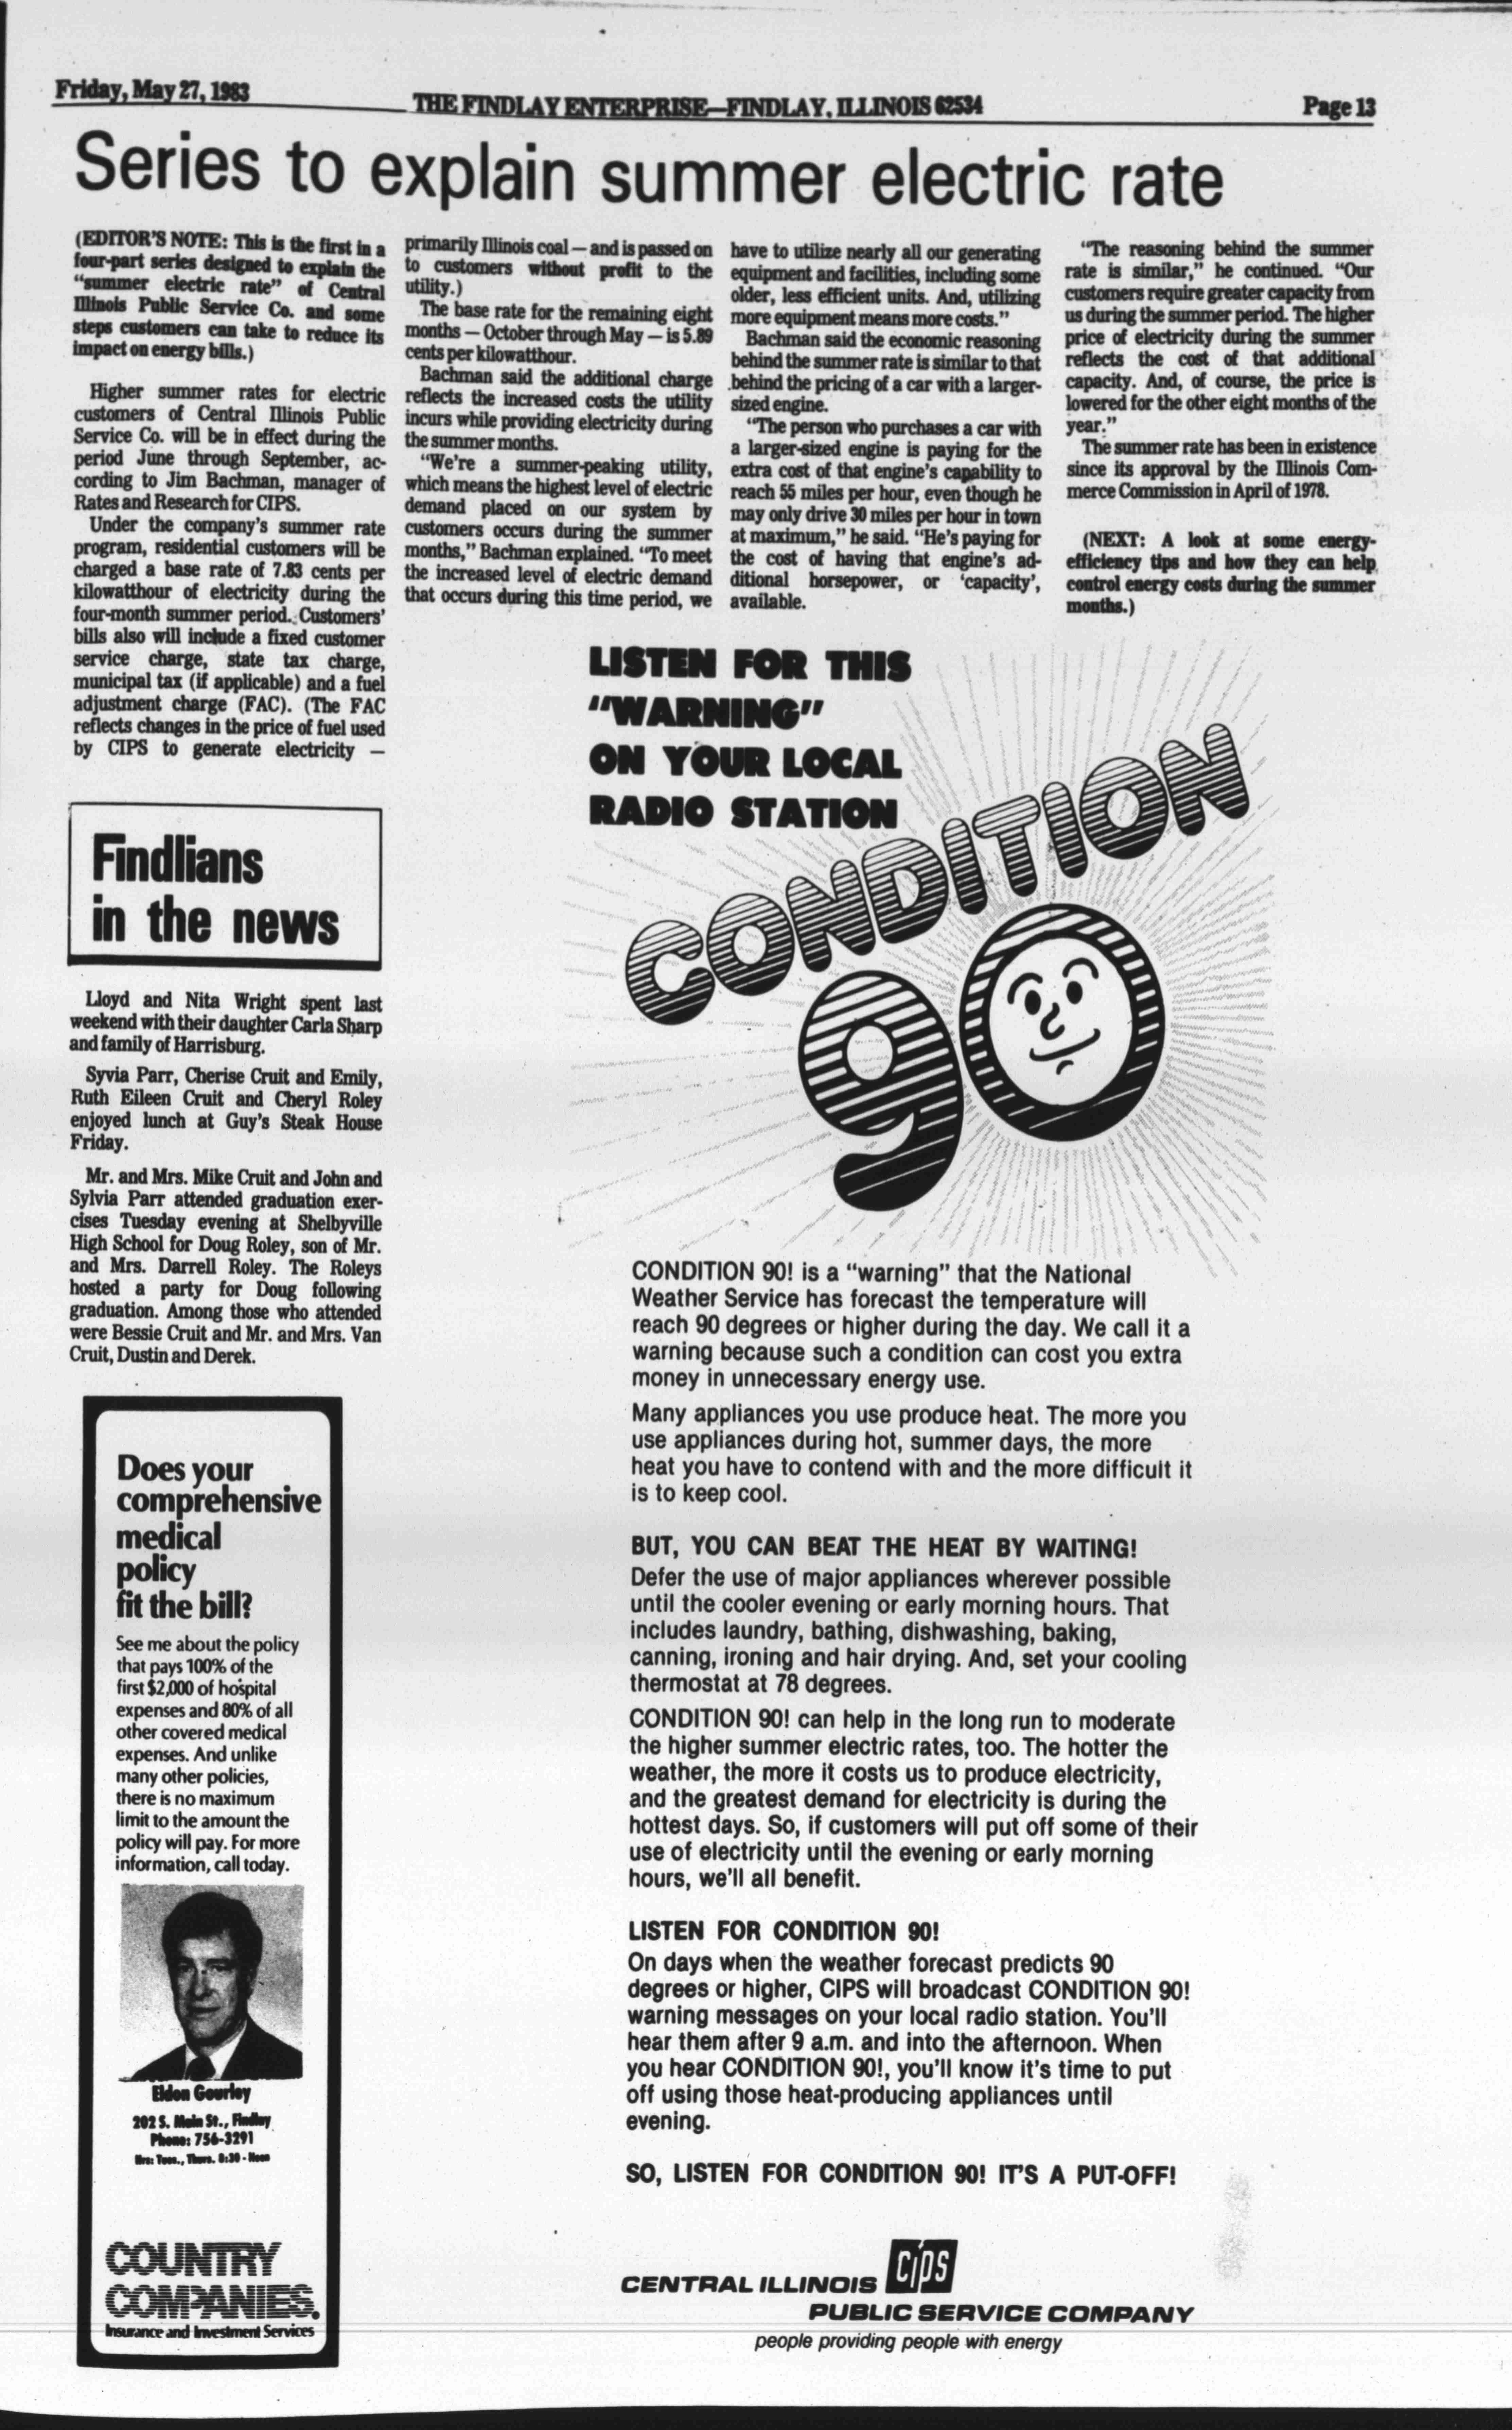 Friday, May 27, 1983
THE FINDLAY ENTERPRISE—FINDLAY, ILLINOIS 62534
Page 13
Series to explain summer electric rate
(EDITOR'S NOTE: This is the first in a
four-part series designed to explain the
"summer electric rate" of Central
Illinois Public Service Co. and some
steps customers can take to reduce its
impact on energy bills.)
Higher summer rates for electric
customers of Central Illinois Public
Service Co. will be in effect during the
period June through September, ac-
cording to Jim Bachman, manager of
Rates and Research for CIPS.
Under the company's summer rate
program, residential customers will be
charged a base rate of 7.83 cents per
kilowatthour of electricity during the
four-month summer period. Customers'
bills also will include a fixed customer
service charge, state tax charge,
municipal tax (if applicable) and a fuel
adjustment charge (FAC). (The FAC
reflects changes in the price of fuel used
by CIPS to generate electricity —
primarily Illinois coal — and is passed on
to customers without profit to the
utility.)
The base rate for the remaining eight
months — October through May — is 5.89
cents per kilowatthour.
Bachman said the additional charge
reflects the increased costs the utility
incurs while providing electricity during
the summer months.
"We're a summer-peaking utility,
which means the highest level of electric
demand placed on our system by
customers occurs during the summer
months," Bachman explained. "To meet
the increased level of electric demand
that occurs during this time period, we
have to utilize nearly all our generating
equipment and facilities, including some
older, less efficient units. And, utilizing
more equipment means more costs."
Bachman said the economic reasoning
behind the summer rate is similar to that
behind the pricing of a car with a larger-
sized engine.
"The person who purchases a car with
a larger-sized engine is paying for the
extra cost of that engine's capability to
reach 55 miles per hour, even though he
may only drive 30 miles per hour in town
at maximum," he said. "He's paying for
the cost of having that engine's ad-
ditional horsepower, or 'capacity',
available.
"The reasoning behind the summer
rate is similar," he continued. "Our
customers require greater capacity from
us during the summer period. The higher
price of electricity during the summer
reflects the cost of that additional
capacity. And, of course, the price is
lowered for the other eight months of the
year."
The summer rate has been in existence
since its approval by the Illinois Com-
merce Commission in April of 1978.
(NEXT: A look at some energy-
efficiency tips and how they can help
control energy costs during the summer
months.)
Findlians
in the news
Lloyd and Nita Wright spent last
weekend with their daughter Carla Sharp
and family of Harrisburg.
Syvia Parr, Cherise Cruit and Emily,
Ruth Eileen Cruit and Cheryl Roley
enjoyed lunch at Guy's Steak House
Friday.
Mr. and Mrs. Mike Cruit and John and
Sylvia Parr attended graduation exer-
cises Tuesday evening at Shelbyville
High School for Doug Roley, son of Mr.
and Mrs. Darrell Roley. The Roleys
hosted a party for Doug following
graduation. Among those who attended
were Bessie Cruit and Mr. and Mrs. Van
Cruit, Dustin and Derek.
Does your
comprehensive
medical
policy
fit the bill?
See me about the policy
that pays 100% of the
first $2,000 of hospital
expenses and 80% of all
other covered medical
expenses. And unlike
many other policies,
there is no maximum
limit to the amount the
policy will pay. For more
information, call today.
Eldon Gourley
202 S. Main St., Findlay
Phone: 756-3291
Hrs: Tues., Thurs. 8:30 - Noon
COUNTRY
COMPANIES.
Insurance and Investment Services
LISTEN FOR THIS
"WARNING"
ON YOUR LOCAL
RADIO STATION
CONDITION
90
CONDITION 90! is a "warning" that the National
Weather Service has forecast the temperature will
reach 90 degrees or higher during the day. We call it a
warning because such a condition can cost you extra
money in unnecessary energy use.
Many appliances you use produce heat. The more you
use appliances during hot, summer days, the more
heat you have to contend with and the more difficult it
is to keep cool.
BUT, YOU CAN BEAT THE HEAT BY WAITING!
Defer the use of major appliances wherever possible
until the cooler evening or early morning hours. That
includes laundry, bathing, dishwashing, baking,
canning, ironing and hair drying. And, set your cooling
thermostat at 78 degrees.
CONDITION 90! can help in the long run to moderate
the higher summer electric rates, too. The hotter the
weather, the more it costs us to produce electricity,
and the greatest demand for electricity is during the
hottest days. So, if customers will put off some of their
use of electricity until the evening or early morning
hours, we'll all benefit.
LISTEN FOR CONDITION 90!
On days when the weather forecast predicts 90
degrees or higher, CIPS will broadcast CONDITION 90!
warning messages on your local radio station. You'll
hear them after 9 a.m. and into the afternoon. When
you hear CONDITION 90!, you'll know it's time to put
off using those heat-producing appliances until
evening.
SO, LISTEN FOR CONDITION 90! IT'S A PUT-OFF!
CENTRAL ILLINOIS
CIPS
PUBLIC SERVICE COMPANY
people providing people with energy